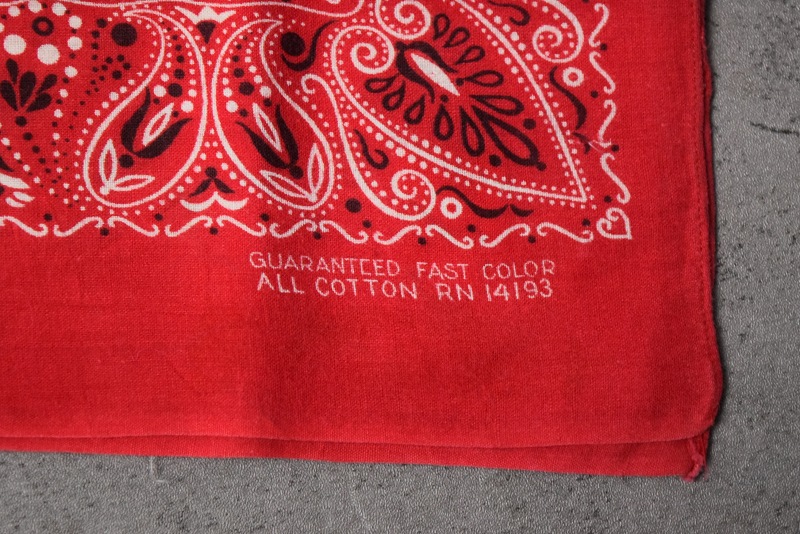 GUARANTEED FAST COLOR
ALL COTTON RN 14193